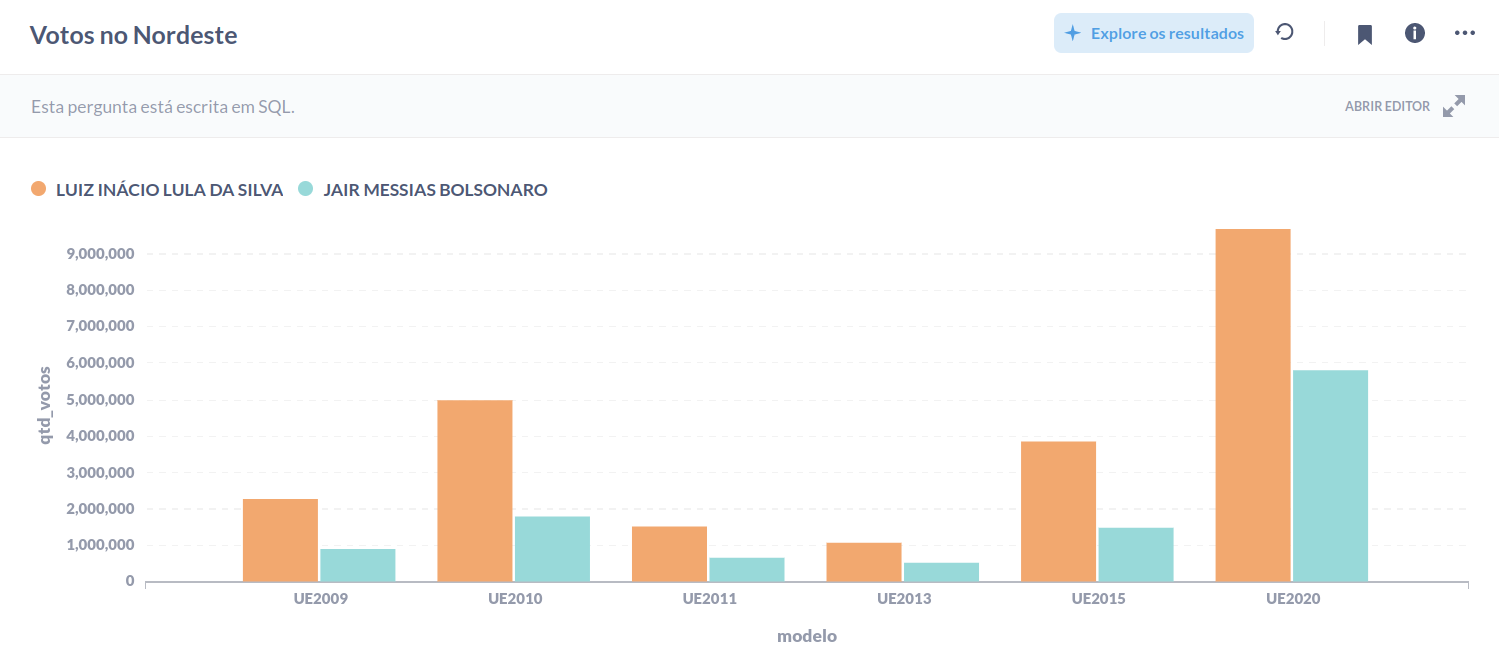 Votos no Nordeste
Explore os resultados
Esta pergunta está escrita em SQL.
ABRIR EDITOR
LUIZ INÁCIO LULA DA SILVA
JAIR MESSIAS BOLSONARO
9,000,000
8,000,000
7,000,000
6,000,000
5,000,000
4,000,000
3,000,000
2,000,000
1,000,000
0
qtd_votos
UE2009
UE2010
UE2011
UE2013
UE2015
UE2020
modelo